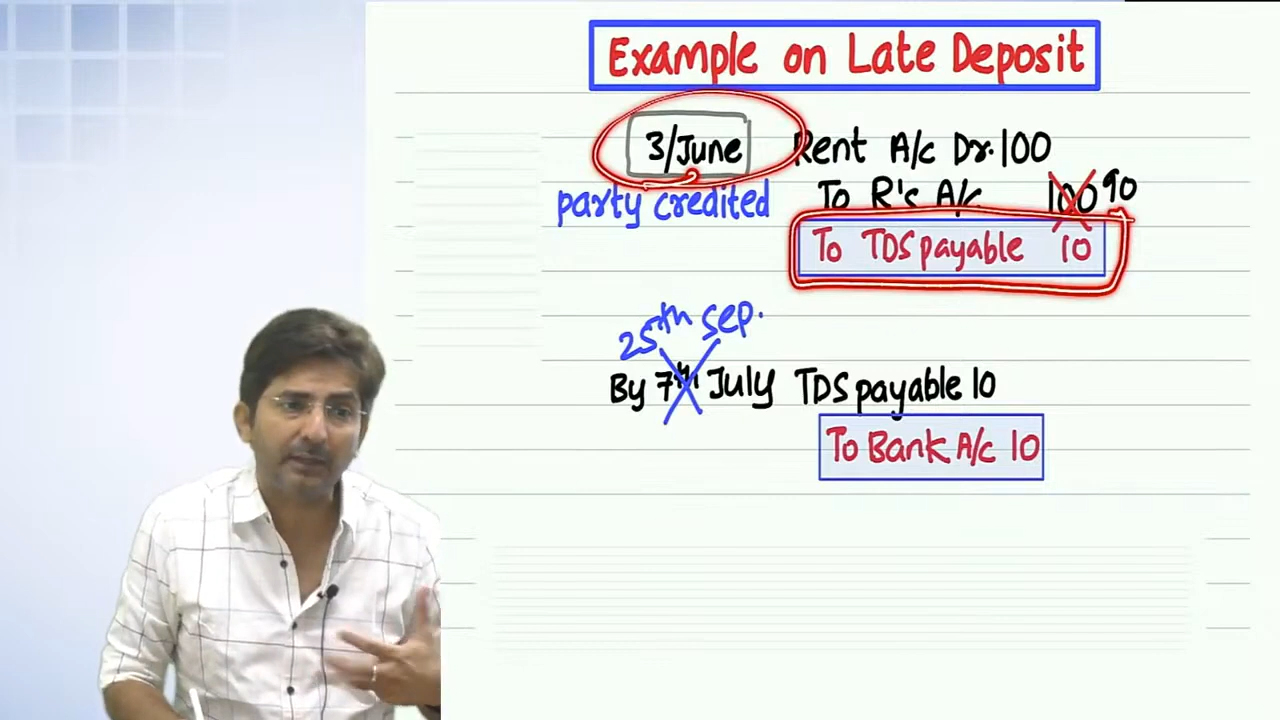 Example on Late Deposit
3/June Rent A/c Dr. 100
party credited To R's A/c 100 90
To TDS payable 10
25th Sep.
By 7th July TDS payable 10
To Bank A/c 10